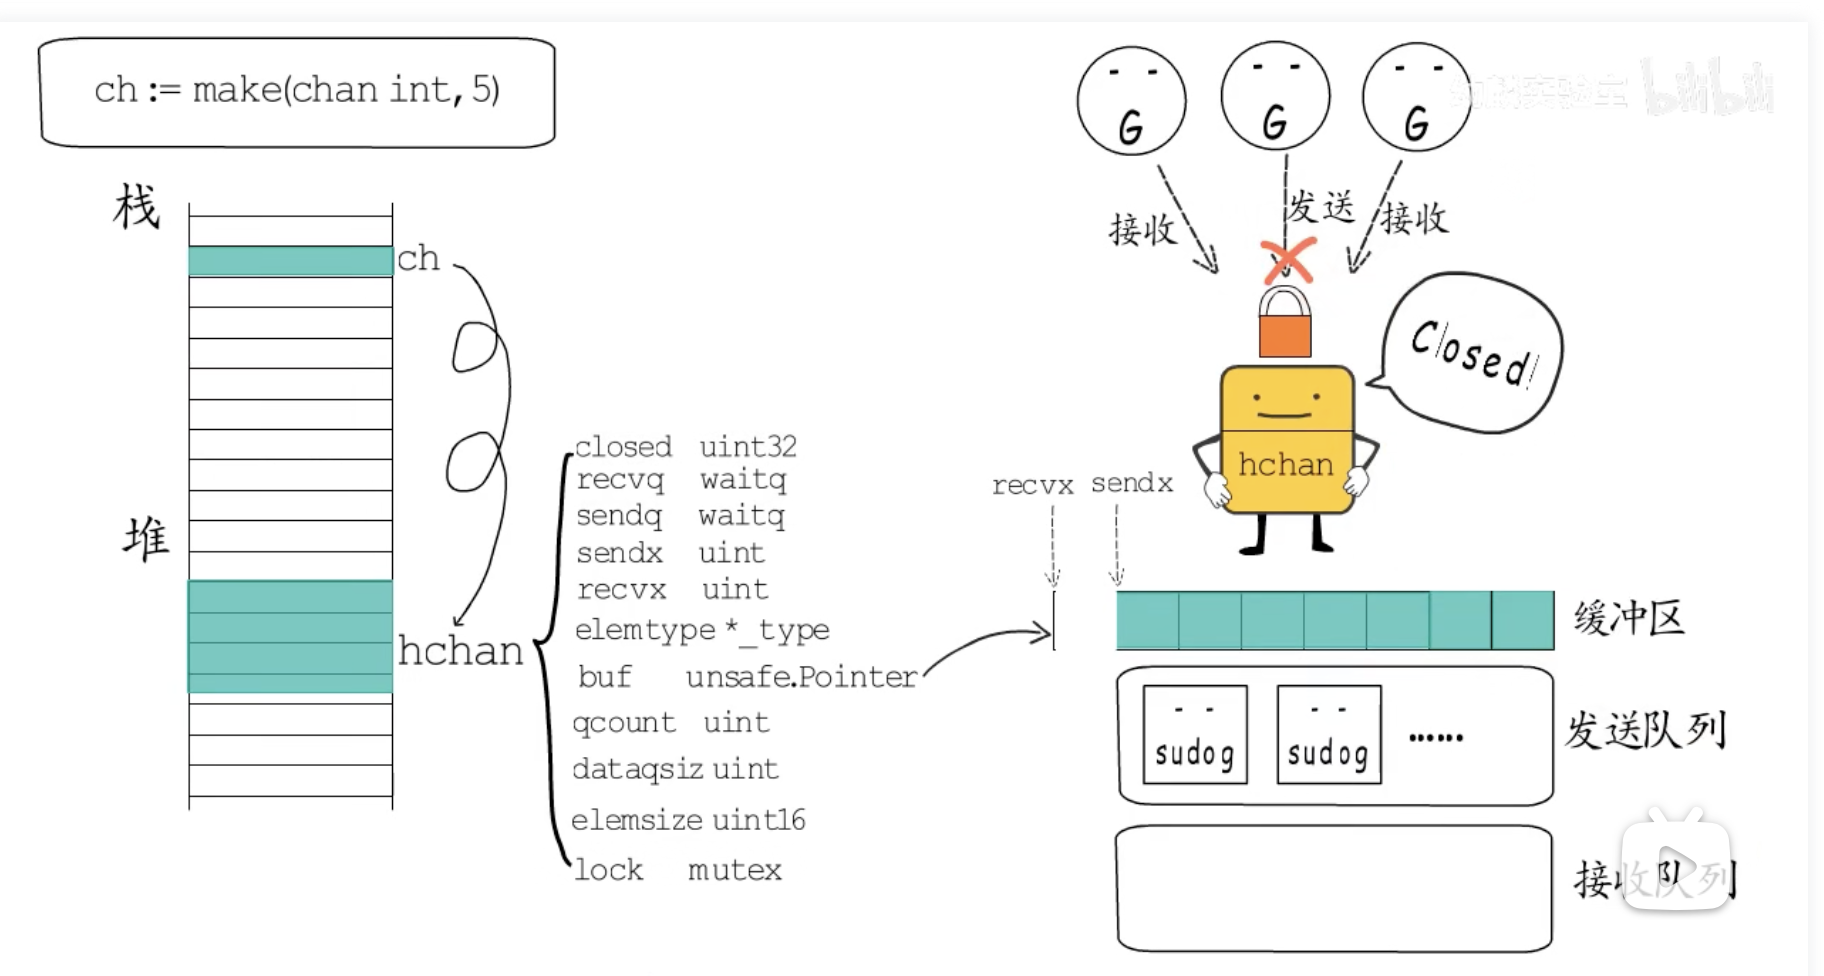 ch := make(chan int, 5)
栈
ch
堆
hchan
closed uint32
recvq waitq
sendq waitq
sendx uint
recvx uint
elemtype *_type
buf unsafe.Pointer
qcount uint
dataqsiz uint
elemsize uint16
lock mutex
G G G
接收 发送 接收
Closed!
hchan
recvx sendx
缓冲区
sudog sudog ......
发送队列
接收队列
bilibili